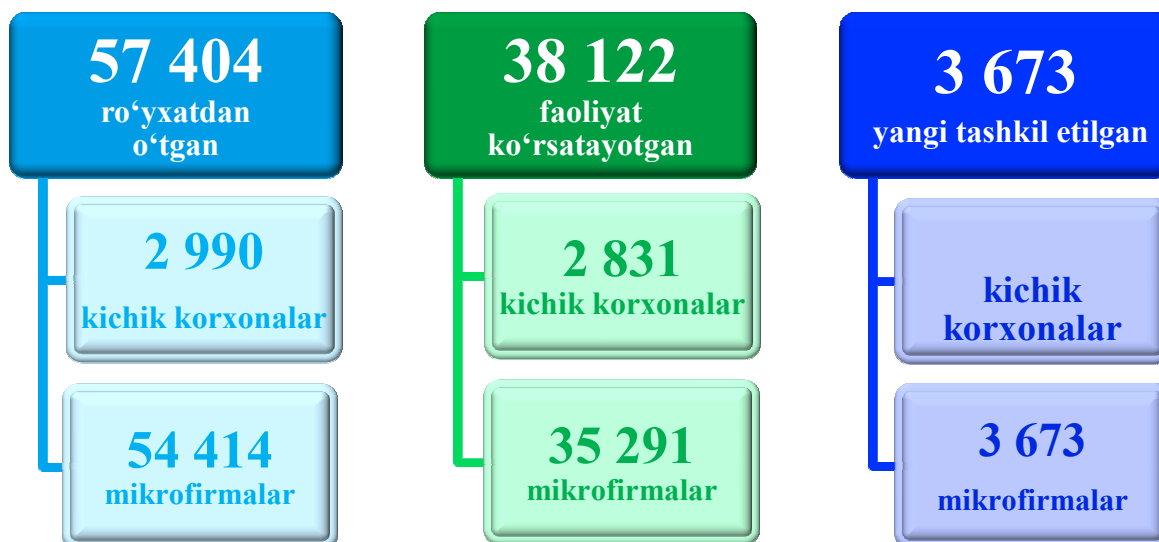 57 404
ro‘yxatdan
o‘tgan
2 990
kichik korxonalar
54 414
mikrofirmalar
38 122
faoliyat
ko‘rsatayotgan
2 831
kichik korxonalar
35 291
mikrofirmalar
3 673
yangi tashkil etilgan
kichik
korxonalar
3 673
mikrofirmalar